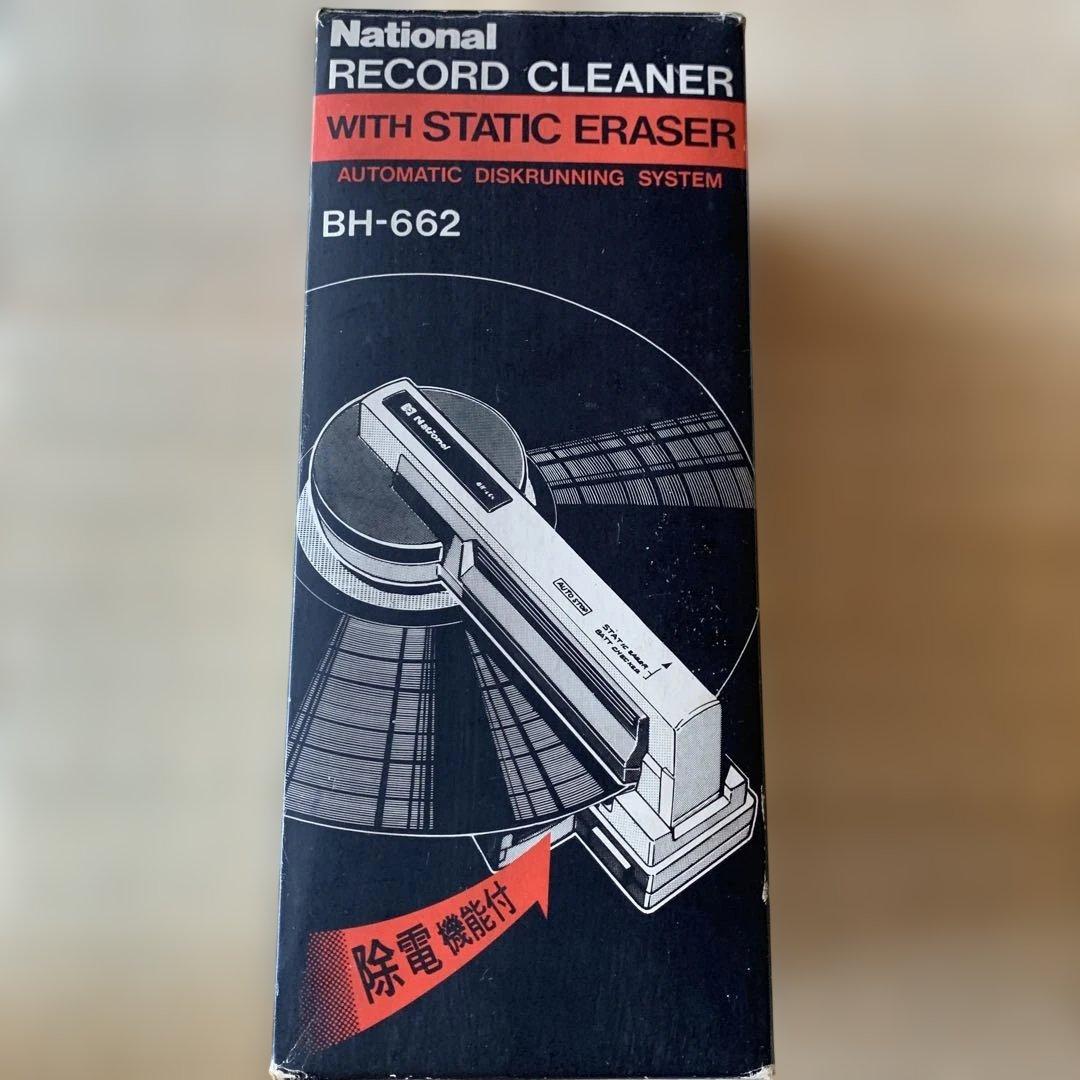 National
RECORD CLEANER
WITH STATIC ERASER
AUTOMATIC DISKRUNNING SYSTEM
BH-662
National
AUTO STOP
STATIC ERASER
BATT CHECKER
除電機能付